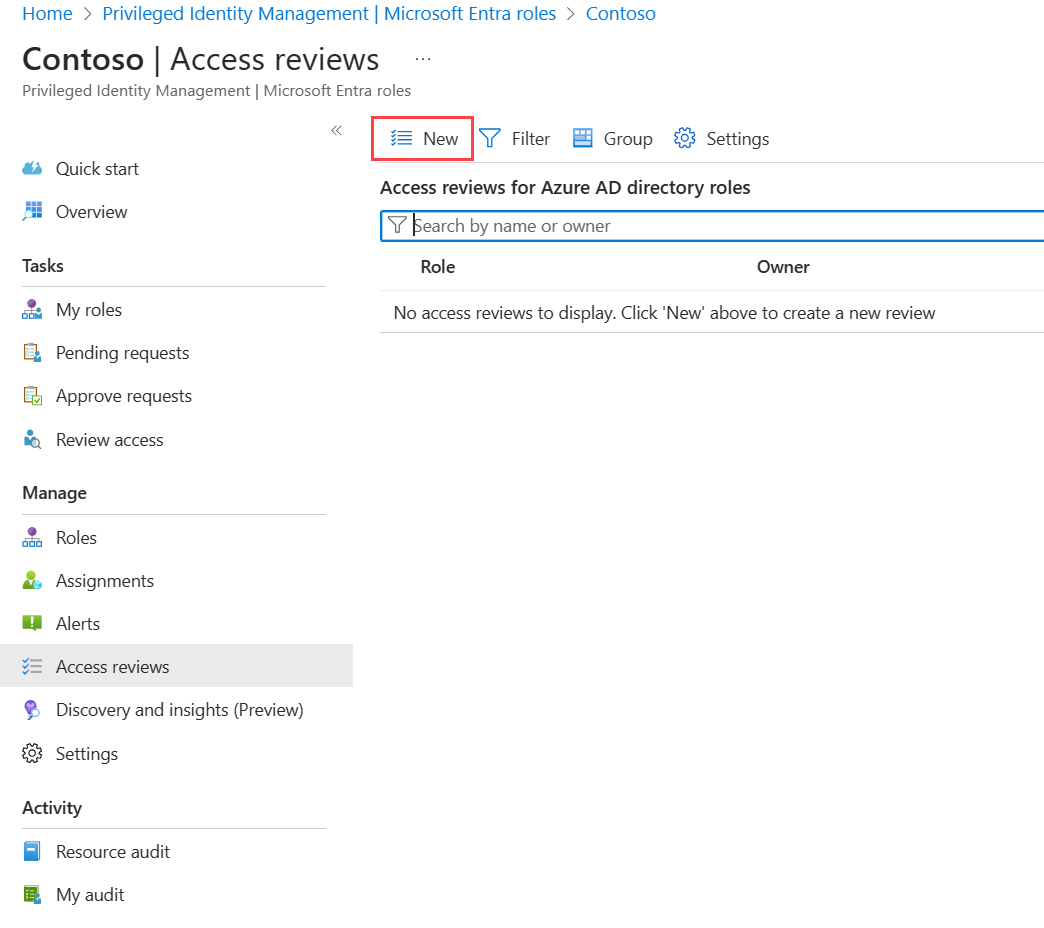 Home > Privileged Identity Management | Microsoft Entra roles > Contoso
Contoso | Access reviews ...
Privileged Identity Management | Microsoft Entra roles
«
New Filter Group Settings
Quick start
Overview
Tasks
My roles
Pending requests
Approve requests
Review access
Manage
Roles
Assignments
Alerts
Access reviews
Discovery and insights (Preview)
Settings
Activity
Resource audit
My audit
Access reviews for Azure AD directory roles
Search by name or owner
Role Owner
No access reviews to display. Click 'New' above to create a new review